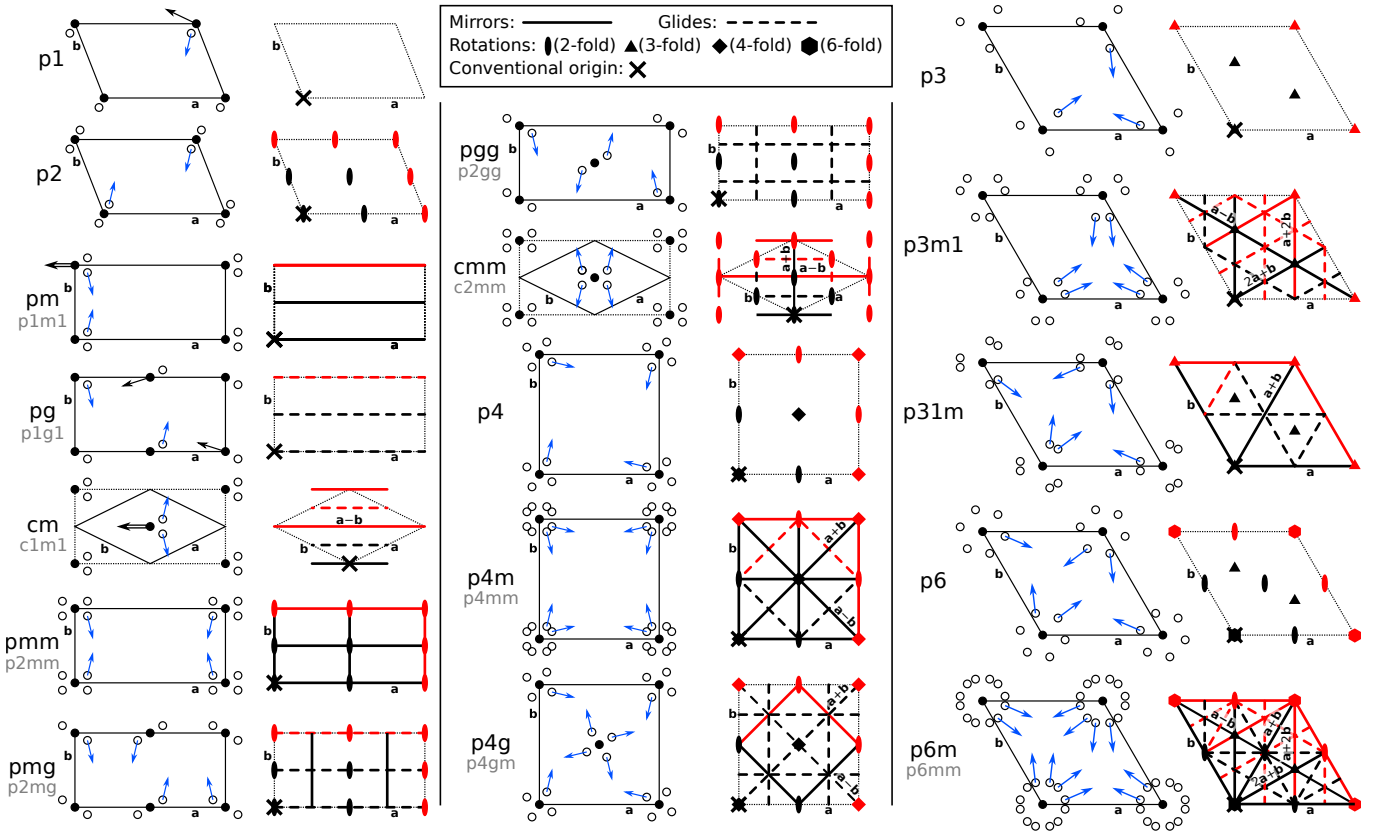 Mirrors: Glides:
Rotations: (2-fold) (3-fold) (4-fold) (6-fold)
Conventional origin:
p1
b
a
b
a
p2
b
a
b
a
pm
p1m1
b
a
b
a
pg
p1g1
b
a
b
a
cm
c1m1
b
a
a−b
b
a
pmm
p2mm
b
a
b
a
pmg
p2mg
b
a
b
a
pgg
p2gg
b
a
b
a
cmm
c2mm
b
a
a+b
a−b
b
a
p4
b
a
b
a
p4m
p4mm
b
a
b
a+b
a−b
a
p4g
p4gm
b
a
b
a+b
a−b
a
p3
b
a
b
a
p3m1
b
a
a−b
a+2b
b
2a+b
a
p31m
b
a
b
a+b
a
p6
b
a
b
a
p6m
p6mm
b
a
a−b
a+b
a+2b
b
2a+b
a